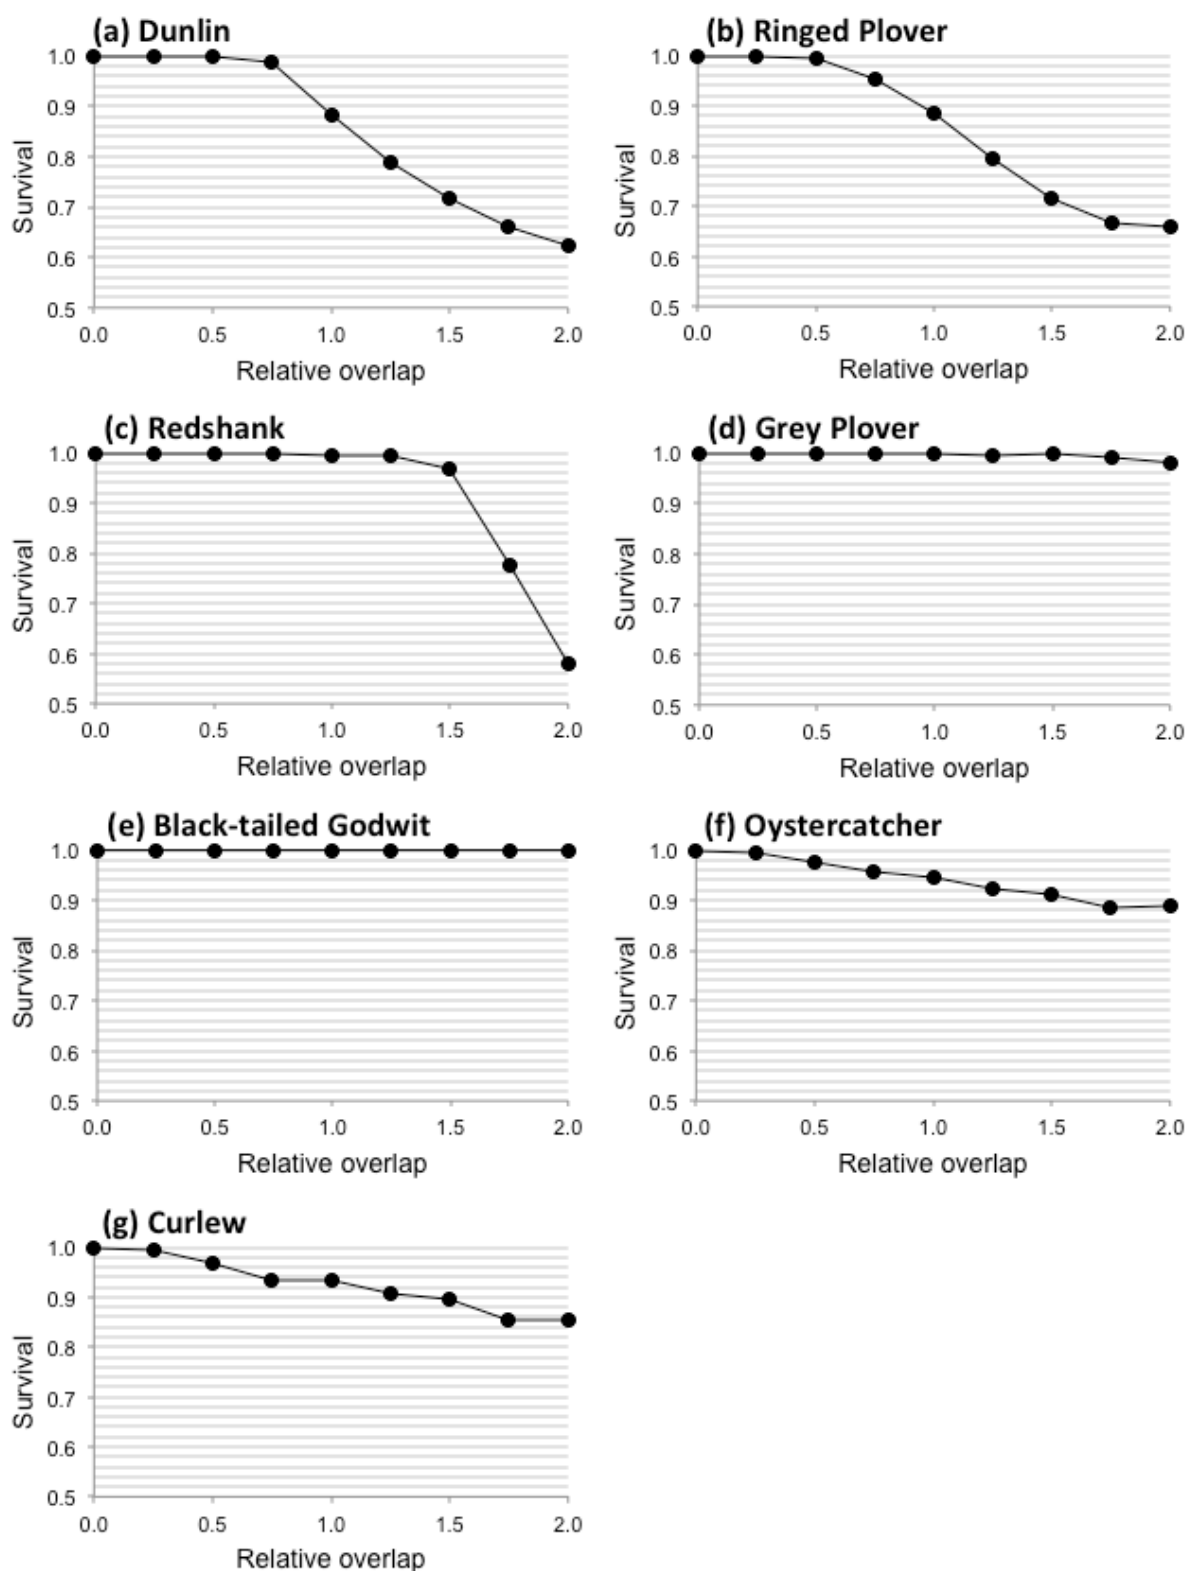 (a) Dunlin
1.0
0.9
0.8
0.7
0.6
0.5
Survival
0.0 0.5 1.0 1.5 2.0
Relative overlap
(b) Ringed Plover
1.0
0.9
0.8
0.7
0.6
0.5
Survival
0.0 0.5 1.0 1.5 2.0
Relative overlap
(c) Redshank
1.0
0.9
0.8
0.7
0.6
0.5
Survival
0.0 0.5 1.0 1.5 2.0
Relative overlap
(d) Grey Plover
1.0
0.9
0.8
0.7
0.6
0.5
Survival
0.0 0.5 1.0 1.5 2.0
Relative overlap
(e) Black-tailed Godwit
1.0
0.9
0.8
0.7
0.6
0.5
Survival
0.0 0.5 1.0 1.5 2.0
Relative overlap
(f) Oystercatcher
1.0
0.9
0.8
0.7
0.6
0.5
Survival
0.0 0.5 1.0 1.5 2.0
Relative overlap
(g) Curlew
1.0
0.9
0.8
0.7
0.6
0.5
Survival
0.0 0.5 1.0 1.5 2.0
Relative overlap